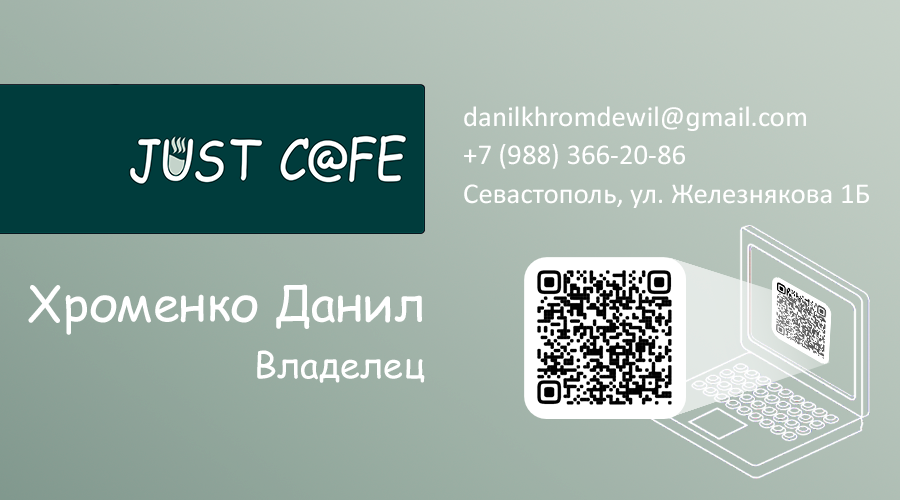 JUST C@FE
Хроменко Данил
Владелец
danilkhromdewil@gmail.com
+7 (988) 366-20-86
Севастополь, ул. Железнякова 1Б